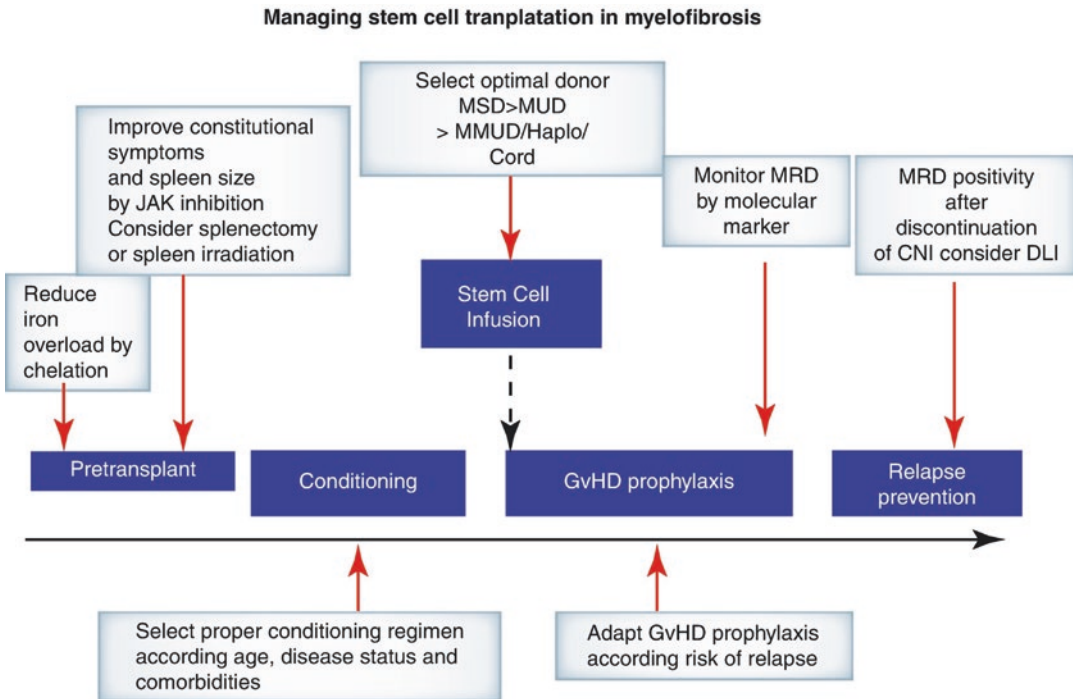 Managing stem cell tranplatation in myelofibrosis
Select optimal donor
MSD>MUD
> MMUD/Haplo/
Cord
Improve constitutional
symptoms
and spleen size
by JAK inhibition
Consider splenectomy
or spleen irradiation
Monitor MRD
by molecular
marker
MRD positivity
after
discontinuation
of CNI consider DLI
Reduce
iron
overload by
chelation
Stem Cell
Infusion
Pretransplant
Conditioning
GvHD prophylaxis
Relapse
prevention
Select proper conditioning regimen
according age, disease status and
comorbidities
Adapt GvHD prophylaxis
according risk of relapse